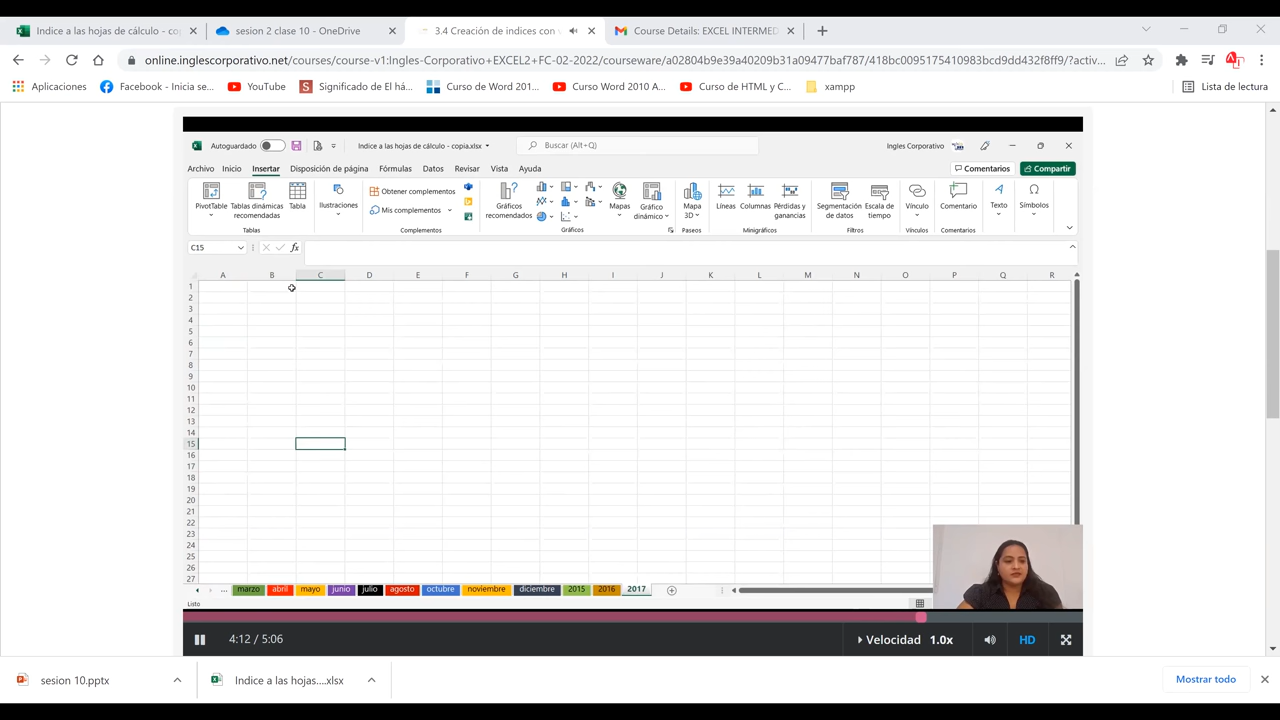 Indice a las hojas de cálculo - cop
sesion 2 clase 10 - OneDrive
3.4 Creación de indices con
Course Details: EXCEL INTERMED
online.inglescorporativo.net/courses/course-v1:Ingles-Corporativo+EXCEL2+FC-02-2022/courseware/a02804b9e39a40209b31a7p477baf787/418bc0095175410983bcd9dd432f8ff9/?activ...
Aplicaciones
Facebook - Inicia se...
YouTube
Significado de El há...
Curso de Word 201...
Curso Word 2010 A...
Curso de HTML y C...
xampp
Lista de lectura
Autoguardado
Indice a las hojas de cálculo - copia.xlsx
Buscar (Alt+Q)
Ingles Corporativo
Archivo Inicio Insertar Disposición de página Fórmulas Datos Revisar Vista Ayuda
Comentarios
Compartir
PivotTable
Tablas dinámicas
recomendadas
Tabla
Ilustraciones
Obtener complementos
Mis complementos
Gráficos
recomendados
Mapas
Gráfico
dinámico
Mapa
3D
Líneas
Columnas
Pérdidas y
ganancias
Segmentación
de datos
Escala de
tiempo
Vínculo
Comentario
Texto
Símbolos
Tablas
Complementos
Gráficos
Paseos
Minigráficos
Filtros
Vínculos
Comentarios
C15
fx
A B C D E F G H I J K L M N O P Q R
1
2
3
4
5
6
7
8
9
10
11
12
13
14
15
16
17
18
19
20
21
22
23
24
25
26
27
... marzo abril mayo junio julio agosto octubre noviembre diciembre 2015 2016 2017
Listo
4:12 / 5:06
Velocidad 1.0x
HD
sesion 10.pptx
Indice a las hojas....xlsx
Mostrar todo